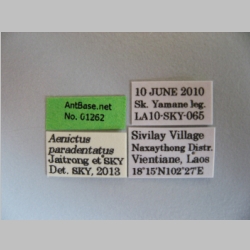 AntBase.net
No. 01262
10 JUNE 2010
Sk. Yamane leg.
LA10-SKY-065
Aenictus
paradentatus
Jaitrong et SKY
Det. SKY, 2013
Sivilay Village
Naxaythong Distr.
Vientiane, Laos
18°15'N102°27'E